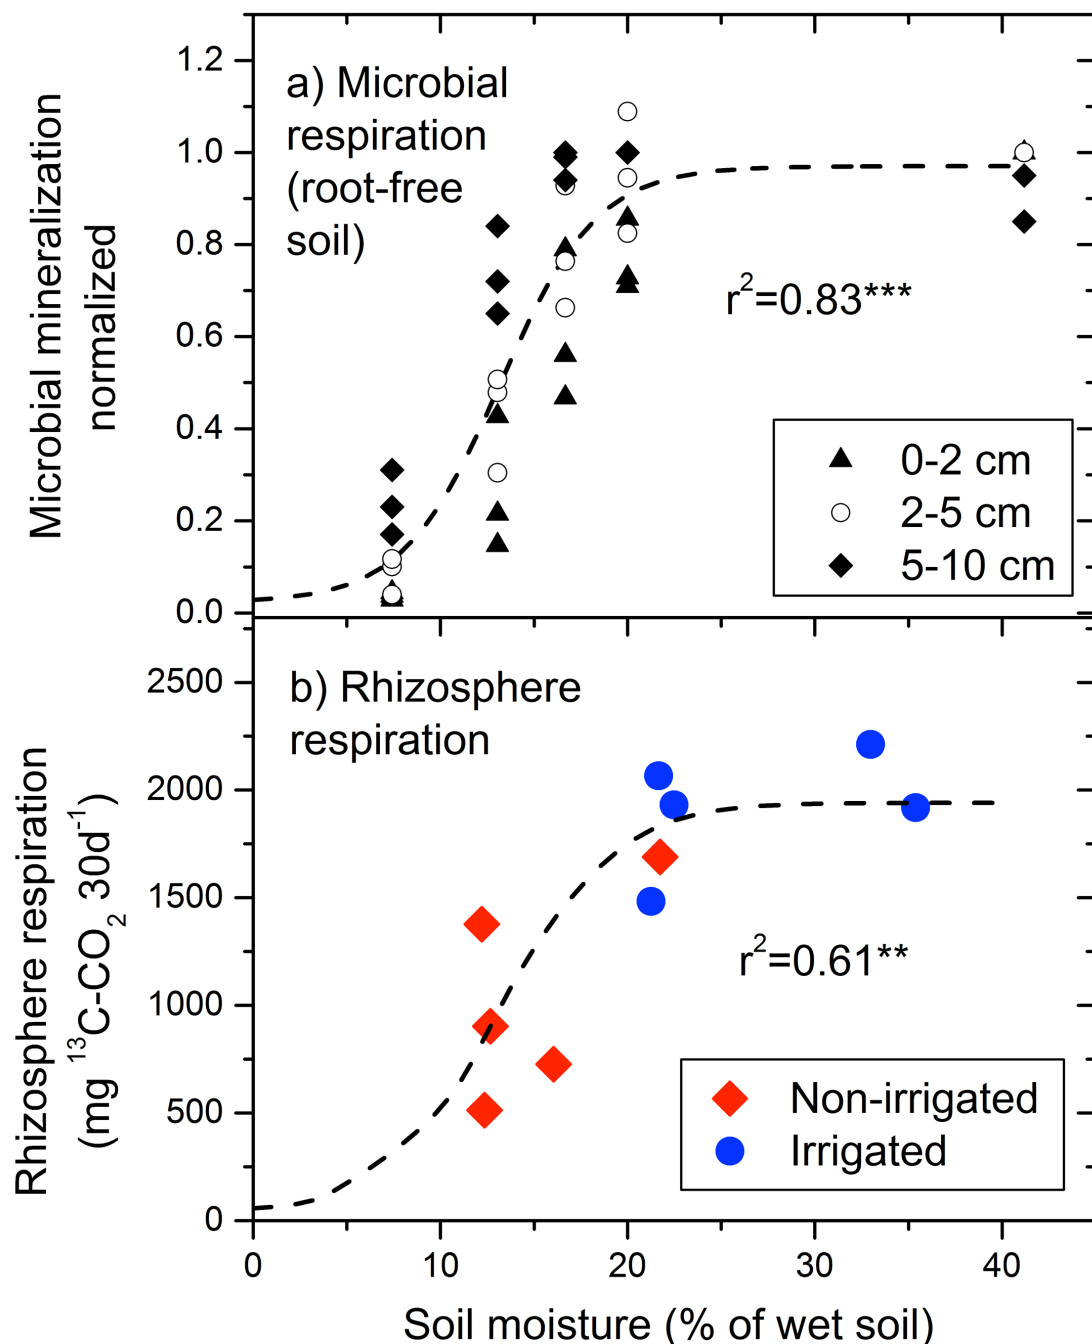 a) Microbial
respiration
(root-free
soil)
Microbial mineralization
normalized
1.2
1.0
0.8
0.6
0.4
0.2
0.0
r²=0.83***
0-2 cm
2-5 cm
5-10 cm
b) Rhizosphere
respiration
Rhizosphere respiration
(mg ¹³C-CO₂ 30d⁻¹)
2500
2000
1500
1000
500
0
r²=0.61**
Non-irrigated
Irrigated
0 10 20 30 40
Soil moisture (% of wet soil)